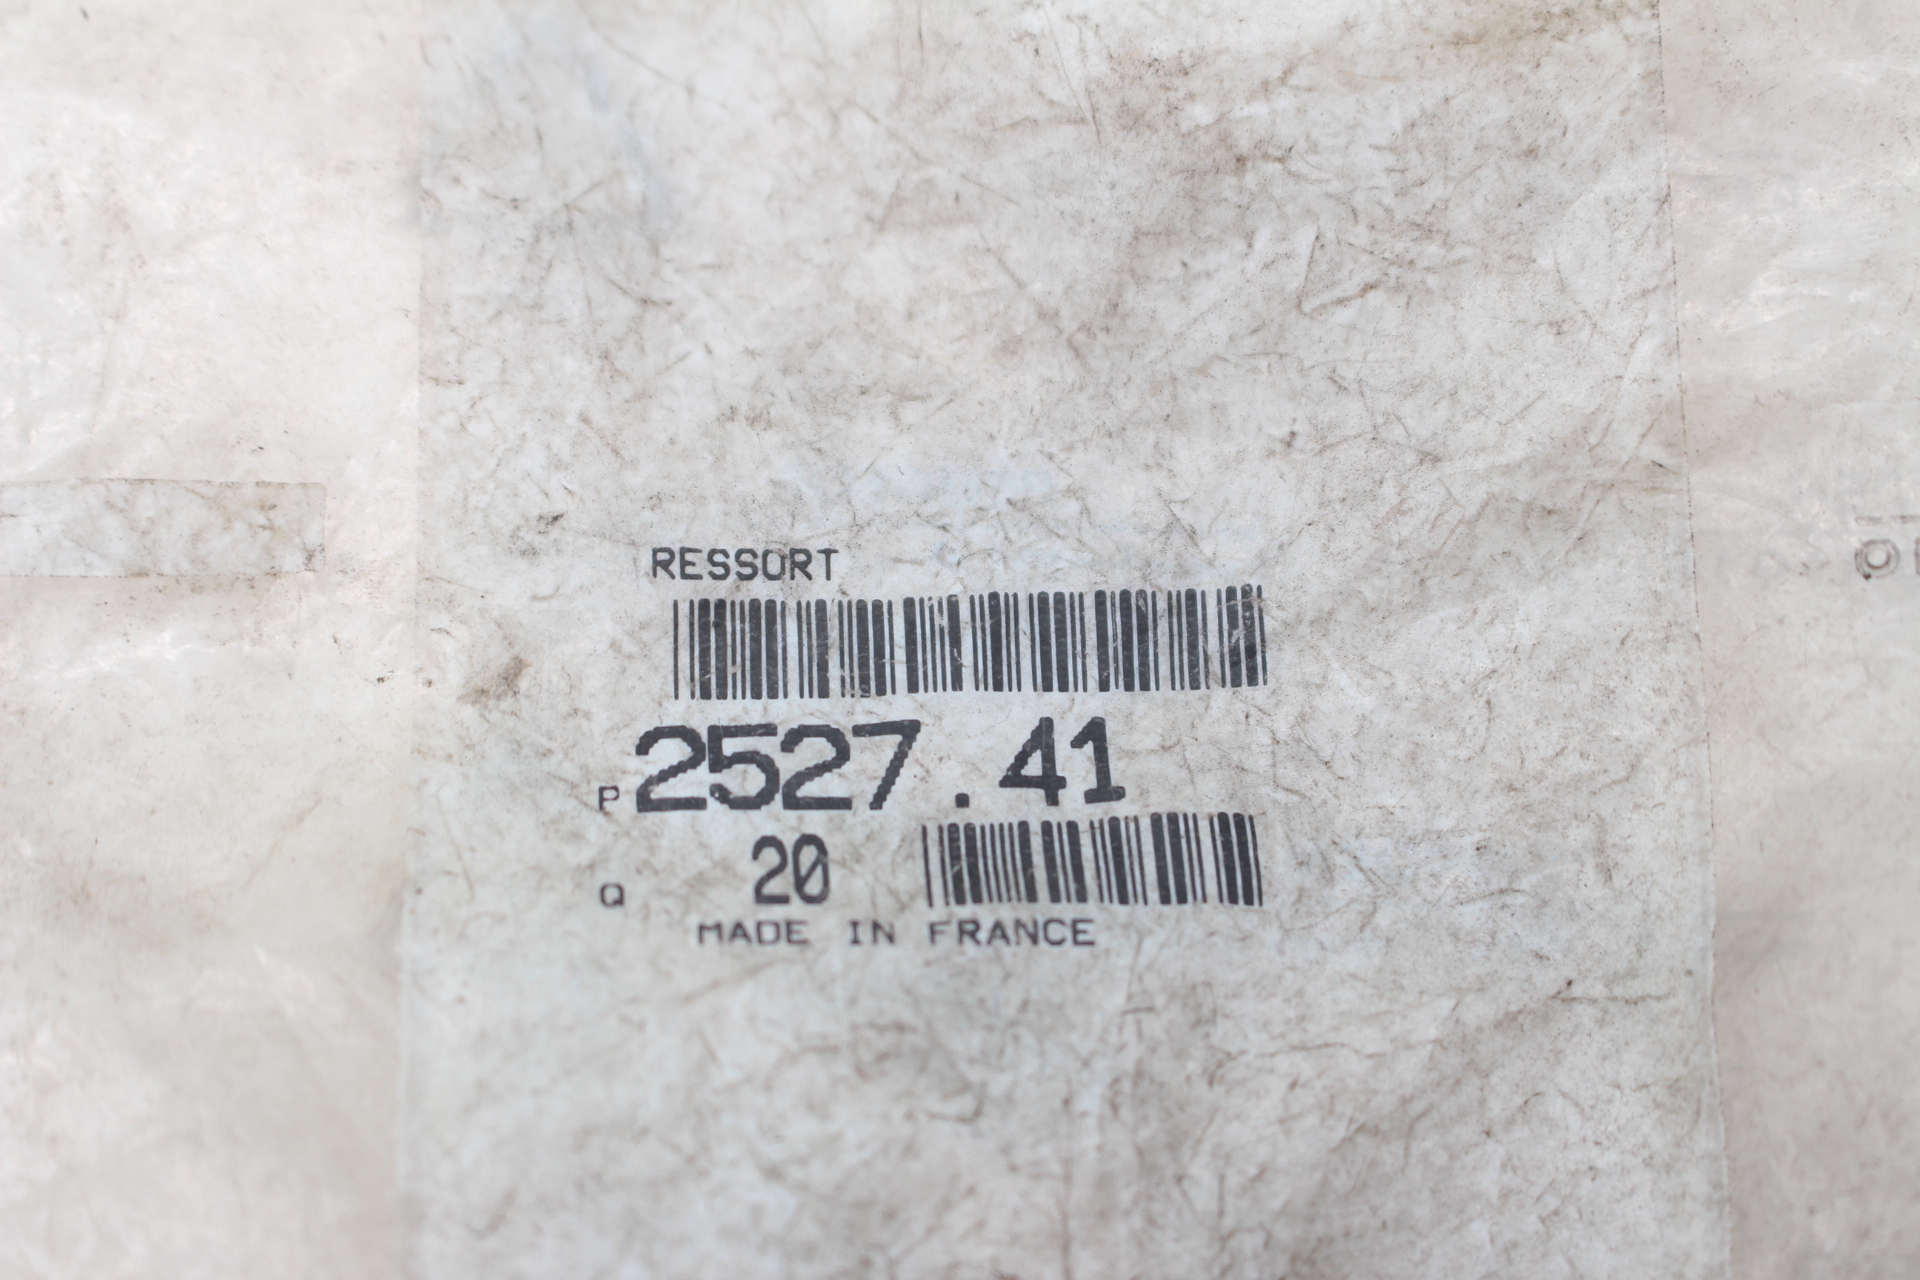 RESSORT
P 2527.41
Q 20
MADE IN FRANCE